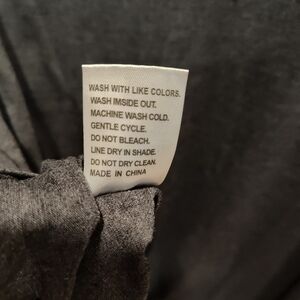 WASH WITH LIKE COLORS.
WASH IMSIDE OUT.
MACHINE WASH COLD.
GENTLE CYCLE.
DO NOT BLEACH.
LINE DRY IN SHADE.
DO NOT DRY CLEAN.
MADE IN CHINA